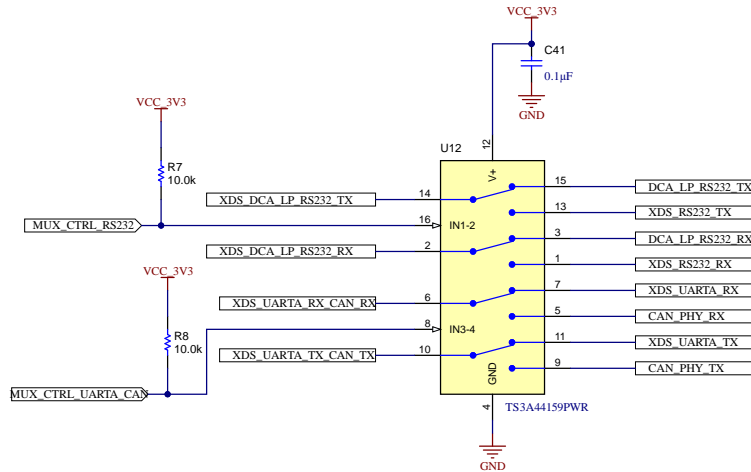 VCC_3V3
C41
0.1µF
GND
VCC_3V3
R7
10.0k
U12
12
V+
XDS_DCA_LP_RS232_TX
14
15
DCA_LP_RS232_TX
MUX_CTRL_RS232
16
IN1-2
13
XDS_RS232_TX
XDS_DCA_LP_RS232_RX
2
3
DCA_LP_RS232_RX
1
XDS_RS232_RX
VCC_3V3
R8
10.0k
XDS_UARTA_RX_CAN_RX
6
7
XDS_UARTA_RX
8
IN3-4
5
CAN_PHY_RX
XDS_UARTA_TX_CAN_TX
10
11
XDS_UARTA_TX
9
CAN_PHY_TX
MUX_CTRL_UARTA_CAN
GND
4
TS3A44159PWR
GND